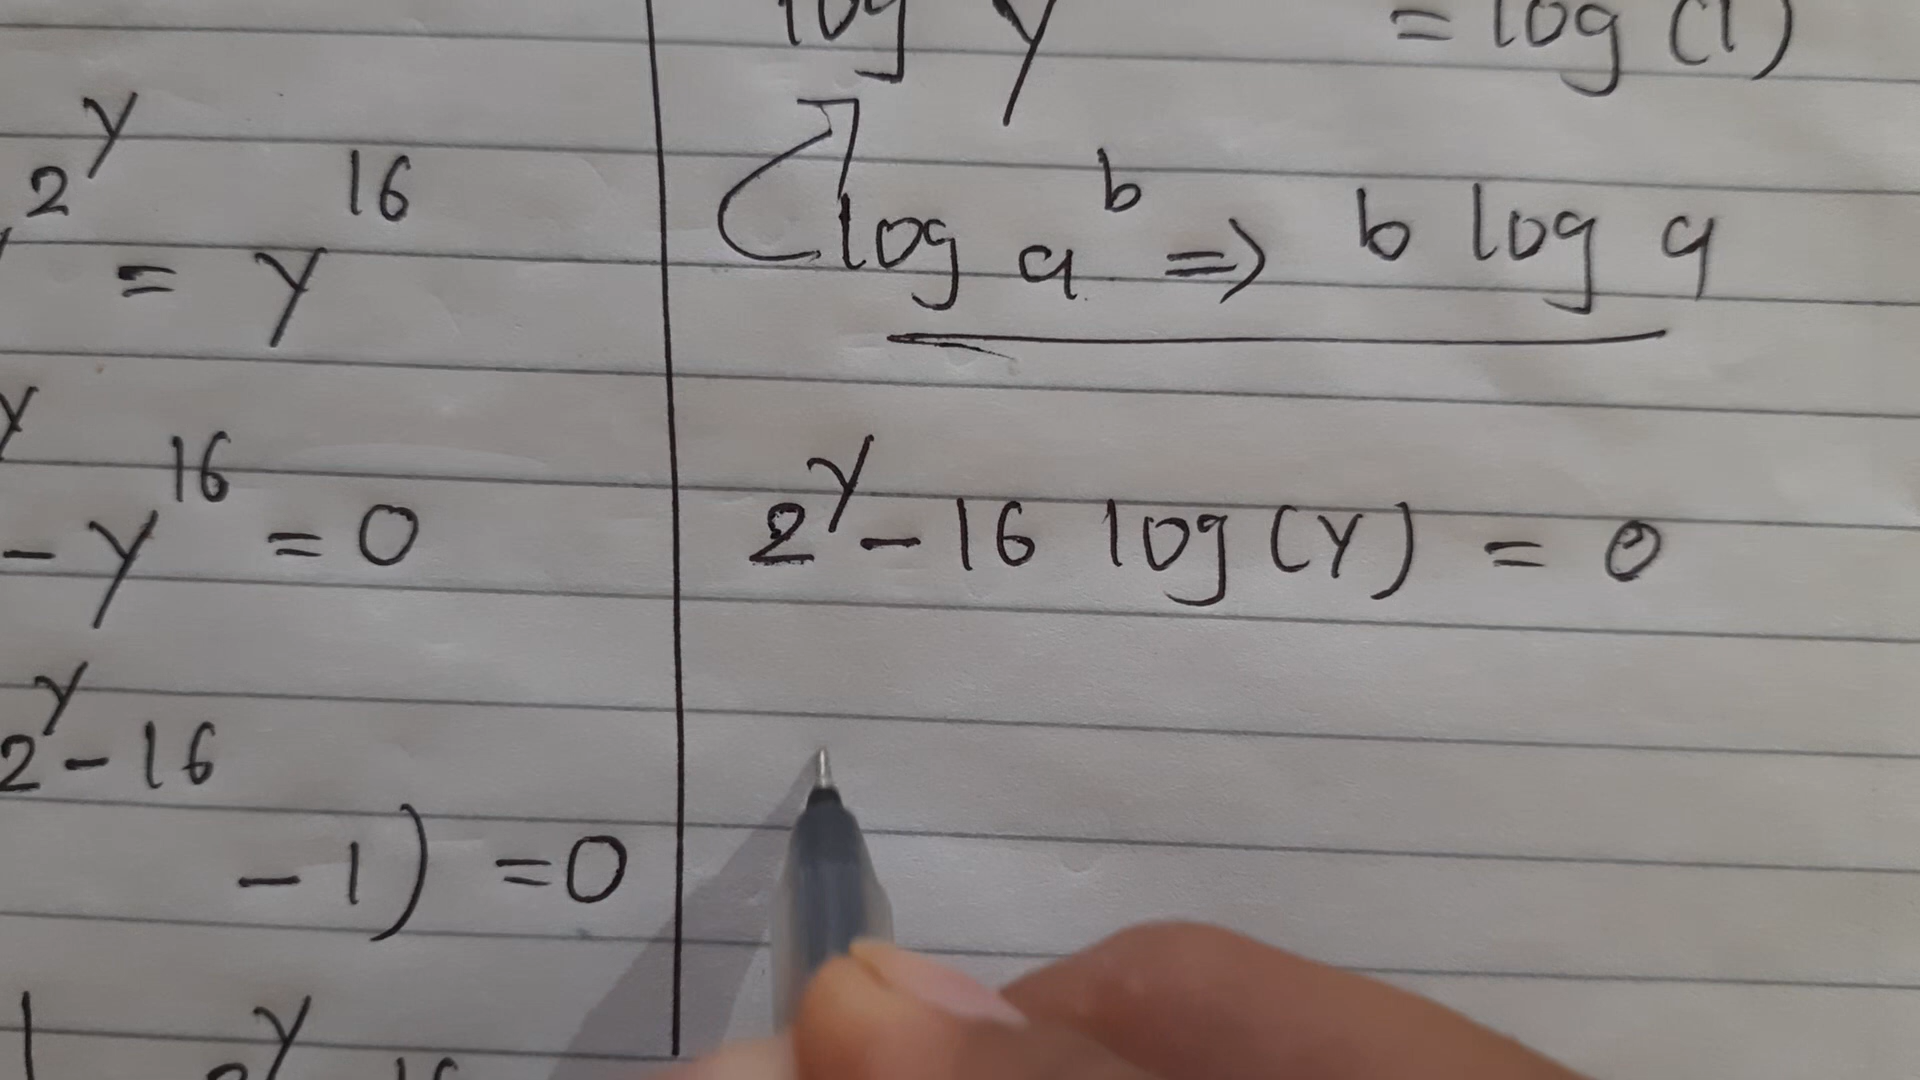 2^y 16
= y
y 16
- y = 0
2^y - 16
- 1) = 0
y
log y = log (1)
log a^b => b log a
2^y - 16 log (y) = 0